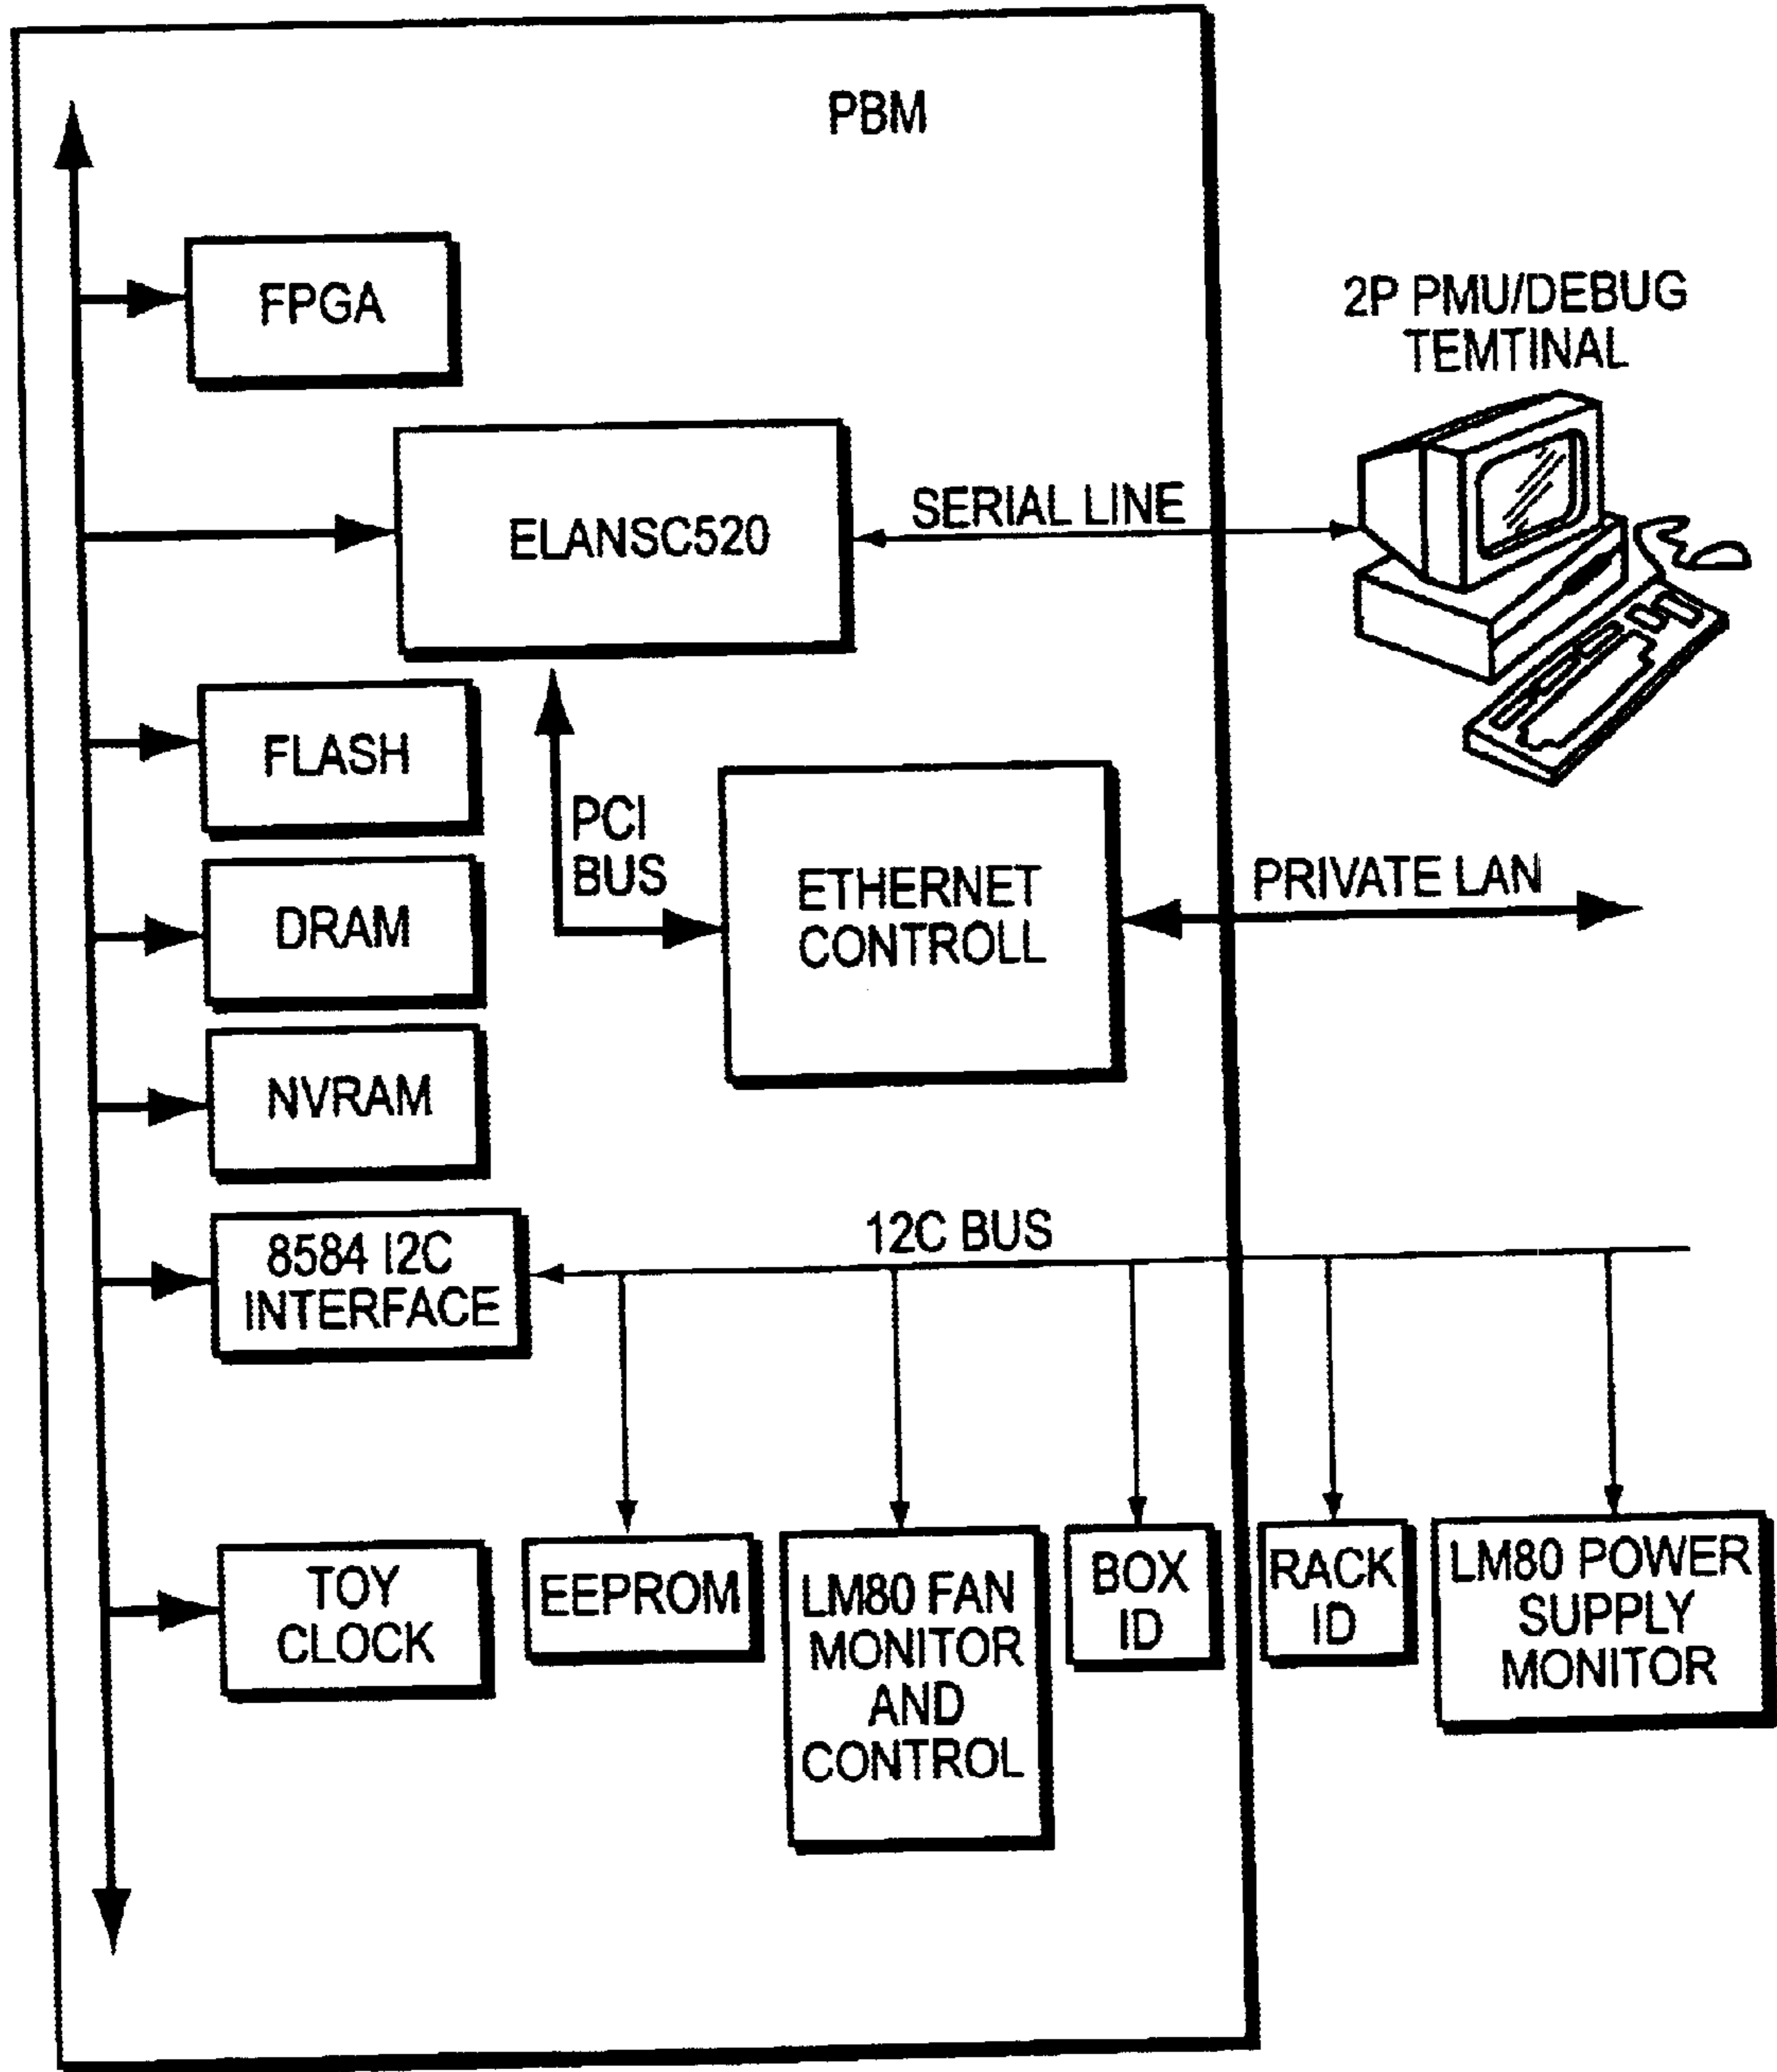 PBM
FPGA
2P PMU/DEBUG
TEMTINAL
ELANSC520
SERIAL LINE
FLASH
PCI
BUS
ETHERNET
CONTROLL
PRIVATE LAN
DRAM
NVRAM
8584 I2C
INTERFACE
12C BUS
TOY
CLOCK
EEPROM
LM80 FAN
MONITOR
AND
CONTROL
BOX
ID
RACK
ID
LM80 POWER
SUPPLY
MONITOR